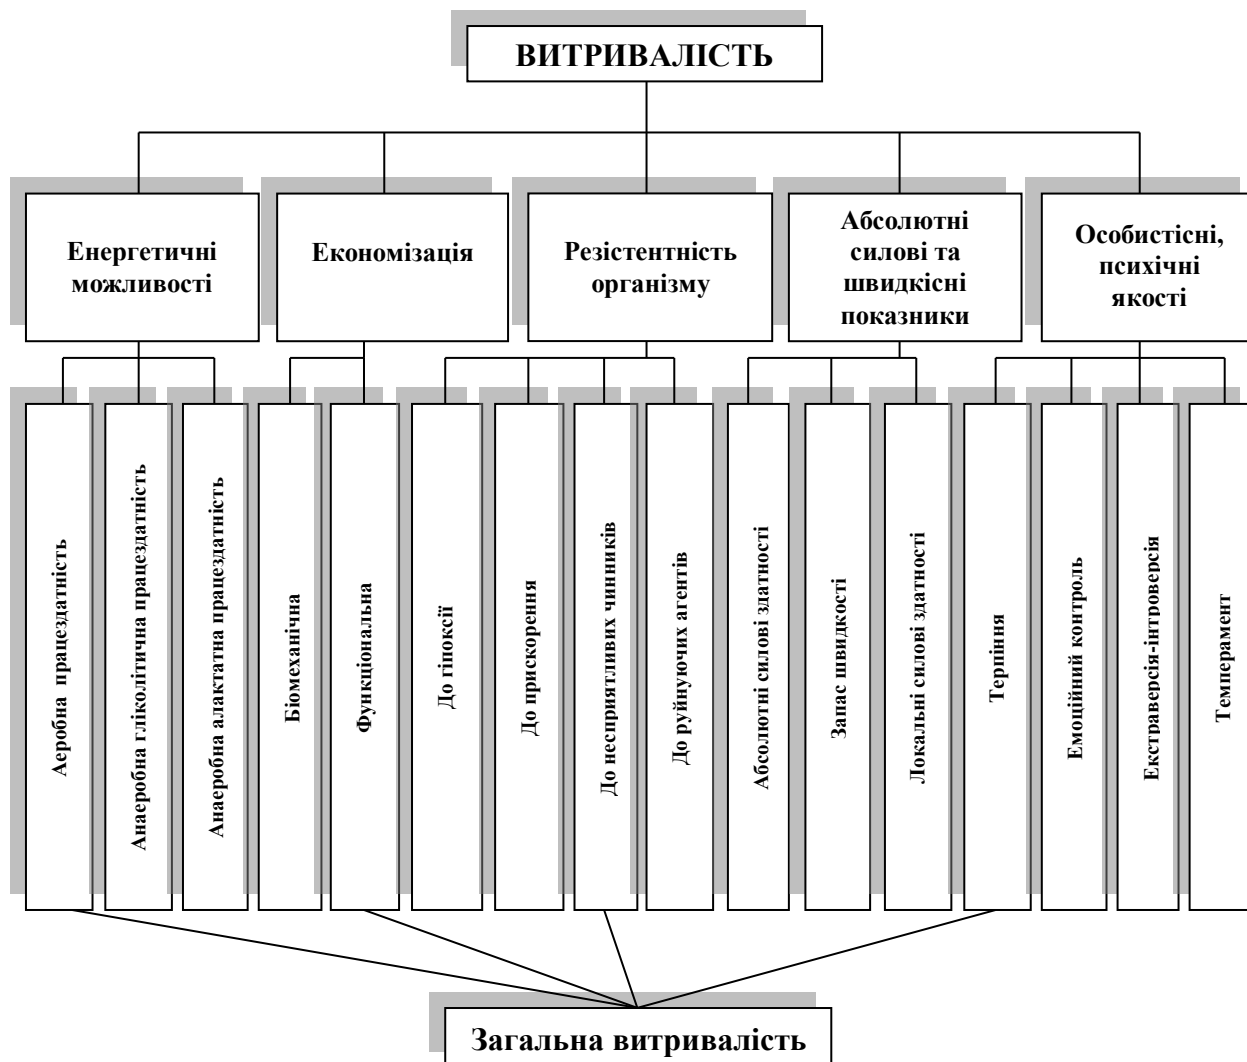 ВИТРИВАЛІСТЬ
Енергетичні
можливості
Економізація
Резістентність
організму
Абсолютні
силові та
швидкісні
показники
Особистісні,
психічні
якості
Аеробна працездатність
Анаеробна гліколітична працездатність
Анаеробна алактатна працездатність
Біомеханічна
Функціональна
До гіпоксії
До прискорення
До несприятливих чинників
До руйнуючих агентів
Абсолютні силові здатності
Запас швидкості
Локальні силові здатності
Терпіння
Емоційний контроль
Екстраверсія-інтроверсія
Темперамент
Загальна витривалість